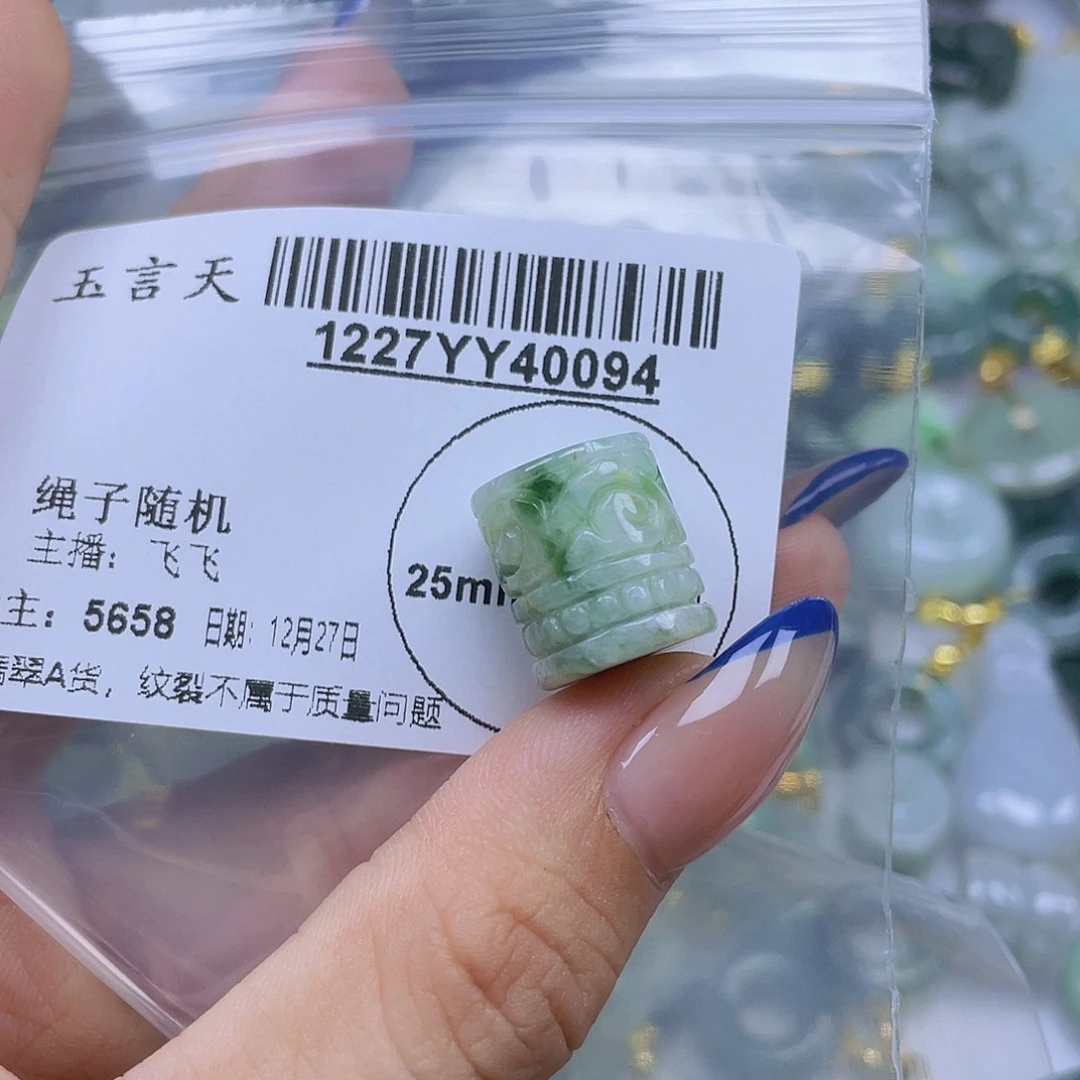 玉言天
1227YY40094
绳子随机
主播：飞飞
主：5658 日期：12月27日
25m
翡翠A货，纹裂不属于质量问题